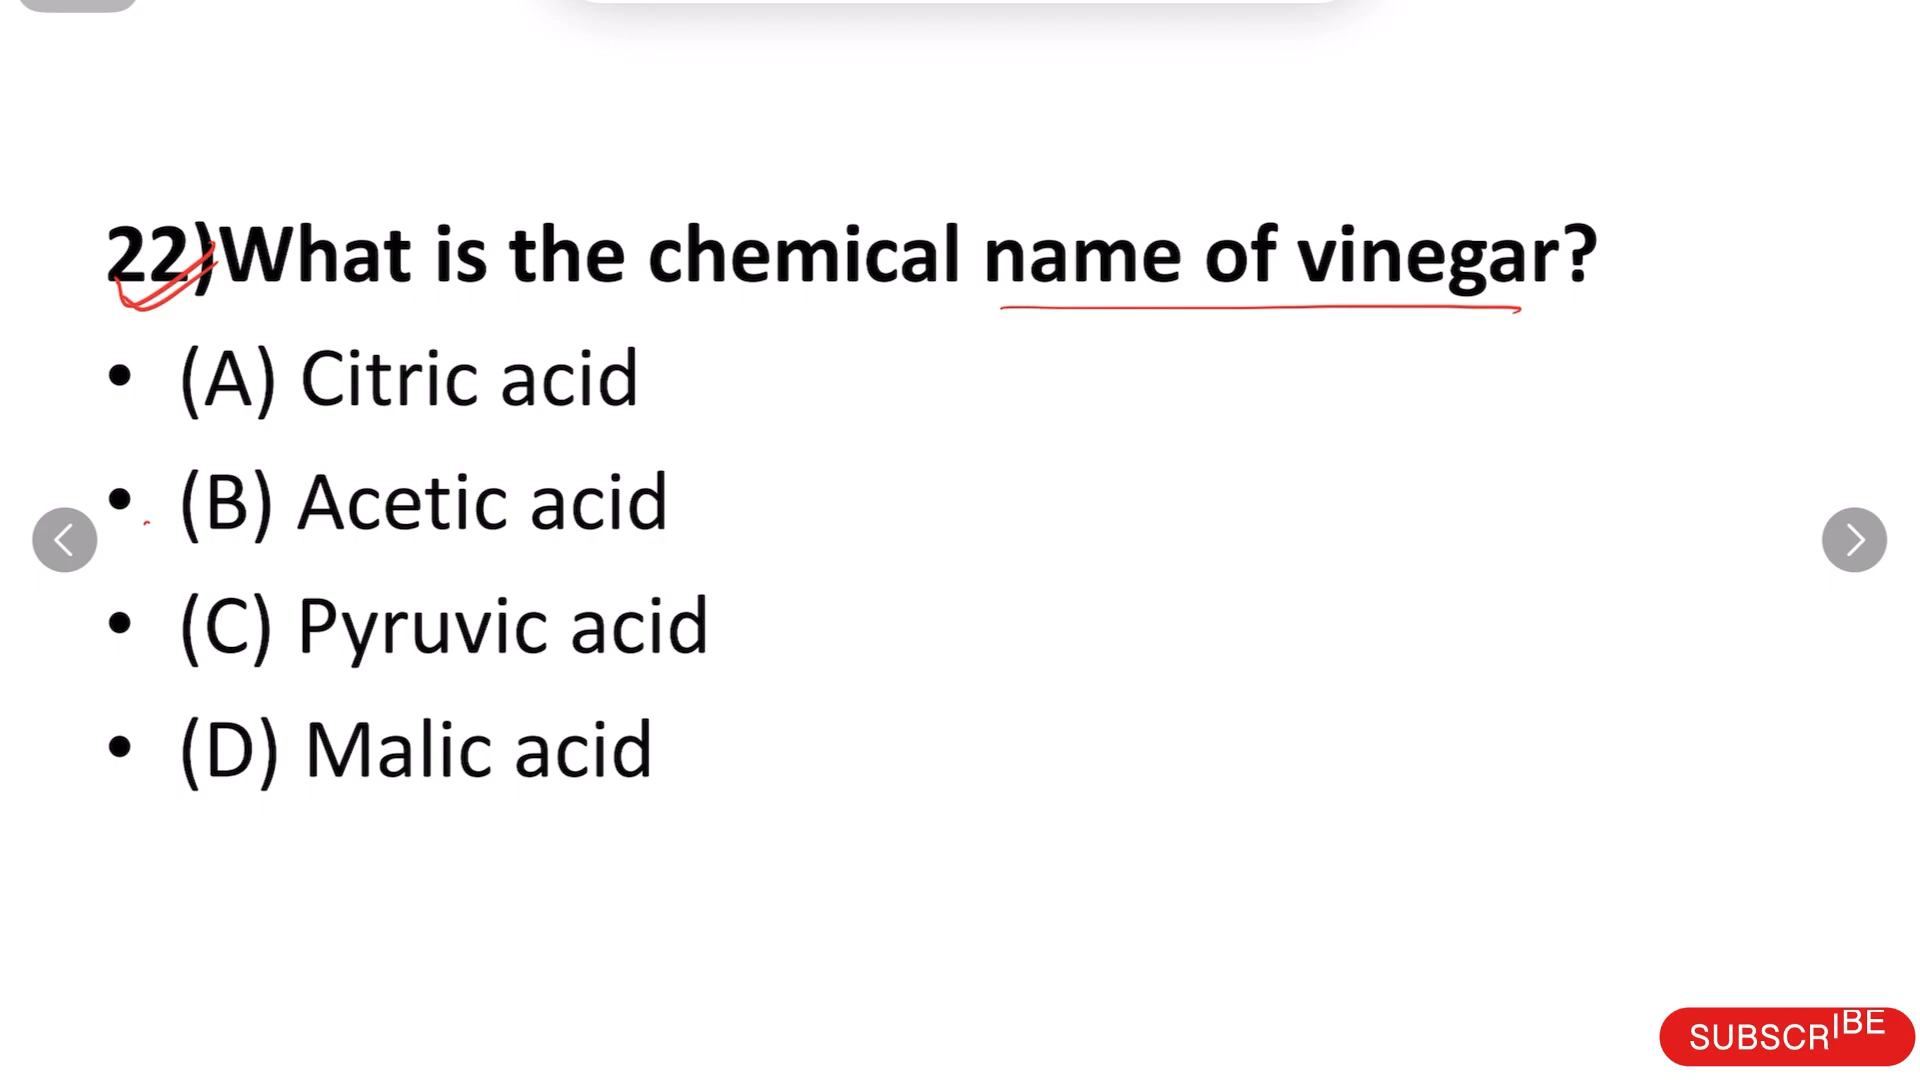 22)What is the chemical name of vinegar?
• (A) Citric acid
• (B) Acetic acid
• (C) Pyruvic acid
• (D) Malic acid
SUBSCRIBE